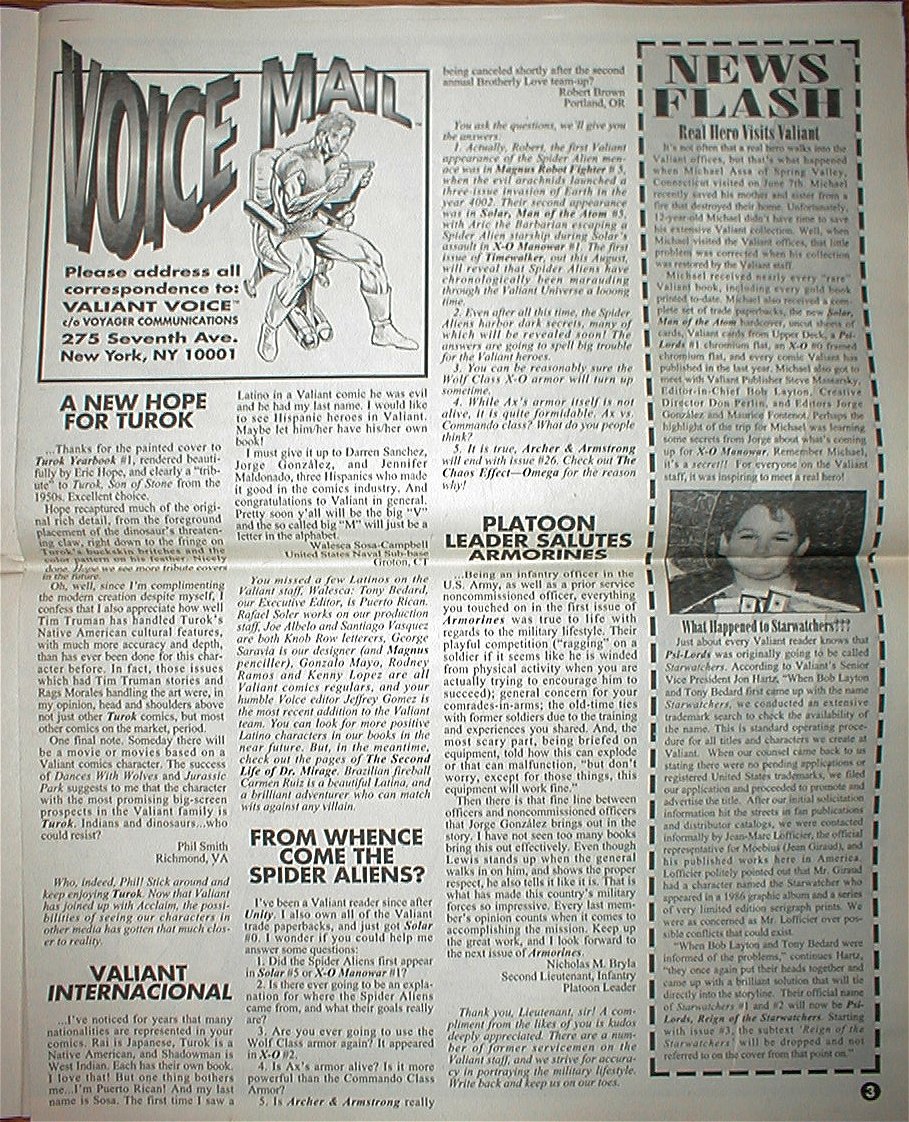 VOICE MAIL™
Please address all
correspondence to:
VALIANT VOICE™
c/o VOYAGER COMMUNICATIONS
275 Seventh Ave.
New York, NY 10001
A NEW HOPE
FOR TUROK
...Thanks for the painted cover to
Turok Yearbook #1, rendered beauti-
fully by Eric Hope, and clearly a "trib-
ute" to Turok, Son of Stone from the
1950s. Excellent choice.
Hope recaptured much of the origi-
nal rich detail, from the foreground
placement of the dinosaur's threaten-
ing claw, right down to the fringe on
Turok's buckskin britches and the
color pattern on his feather. Nicely
done. Hope we see more tribute covers
in the future.
Oh, well, since I'm complimenting
the modern creation despite myself, I
confess that I also appreciate how well
Tim Truman has handled Turok's
Native American cultural features,
with much more accuracy and depth,
than has ever been done for this char-
acter before. In fact, those issues
which had Tim Truman stories and
Rags Morales handling the art were, in
my opinion, head and shoulders above
not just other Turok comics, but most
other comics on the market, period.
One final note. Someday there will
be a movie or movies based on a
Valiant comics character. The success
of Dances With Wolves and Jurassic
Park suggests to me that the character
with the most promising big-screen
prospects in the Valiant family is
Turok. Indians and dinosaurs...who
could resist?
Phil Smith
Richmond, VA
Who, indeed, Phil! Stick around and
keep enjoying Turok. Now that Valiant
has joined up with Acclaim, the possi-
bilities of seeing our characters in
other media has gotten that much clos-
er to reality.
VALIANT
INTERNACIONAL
...I've noticed for years that many
nationalities are represented in your
comics. Rai is Japanese, Turok is a
Native American, and Shadowman is
West Indian. Each has their own book.
I love that! But one thing bothers
me...I'm Puerto Rican! And my last
name is Sosa. The first time I saw a
Latino in a Valiant comic he was evil
and he had my last name. I would like
to see Hispanic heroes in Valiant.
Maybe let him/her have his/her own
book!
I must give it up to Darren Sanchez,
Jorge González, and Jennifer
Maldonado, three Hispanics who made
it good in the comics industry. And
congratulations to Valiant in general.
Pretty soon y'all will be the big "V"
and the so called big "M" will just be a
letter in the alphabet.
Walesca Sosa-Campbell
United States Naval Sub-base
Groton, CT
You missed a few Latinos on the
Valiant staff, Walesca: Tony Bedard,
our Executive Editor, is Puerto Rican.
Rafael Soler works on our production
staff, Joe Albelo and Santiago Vasquez
are both Knob Row letterers, George
Saravia is our designer (and Magnus
penciller), Gonzalo Mayo, Rodney
Ramos and Kenny Lopez are all
Valiant comics regulars, and your
humble Voice editor Jeffrey Gomez is
the most recent addition to the Valiant
team. You can look for more positive
Latino characters in our books in the
near future. But, in the meantime,
check out the pages of The Second
Life of Dr. Mirage. Brazilian fireball
Carmen Ruiz is a beautiful Latina, and
a brilliant adventurer who can match
wits against any villain.
FROM WHENCE
COME THE
SPIDER ALIENS?
I've been a Valiant reader since after
Unity. I also own all of the Valiant
trade paperbacks, and just got Solar
#0. I wonder if you could help me
answer some questions:
1. Did the Spider Aliens first appear
in Solar #5 or X-O Manowar #1?
2. Is there ever going to be an expla-
nation for where the Spider Aliens
came from, and what their goals really
are?
3. Are you ever going to use the
Wolf Class armor again? It appeared
in X-O #2.
4. Is Ax's armor alive? Is it more
powerful than the Commando Class
Armor?
5. Is Archer & Armstrong really
being canceled shortly after the second
annual Brotherly Love team-up?
Robert Brown
Portland, OR
You ask the questions, we'll give you
the answers.
1. Actually, Robert, the first Valiant
appearance of the Spider Alien men-
ace was in Magnus Robot Fighter #5,
when the evil arachnids launched a
three-issue invasion of Earth in the
year 4002. Their second appearance
was in Solar, Man of the Atom #5,
with Aric the Barbarian escaping a
Spider Alien starship during Solar's
assault in X-O Manowar #1. The first
issue of Timewalker, out this August,
will reveal that Spider Aliens have
chronologically been marauding
through the Valiant Universe a looong
time.
2. Even after all this time, the Spider
Aliens harbor dark secrets, many of
which will be revealed soon! The
answers are going to spell big trouble
for the Valiant heroes.
3. You can be reasonably sure the
Wolf Class X-O armor will turn up
sometime.
4. While Ax's armor itself is not
alive, it is quite formidable. Ax vs.
Commando class? What do you people
think?
5. It is true, Archer & Armstrong
will end with issue #26. Check out The
Chaos Effect—Omega for the reason
why!
PLATOON
LEADER SALUTES
ARMORINES
...Being an infantry officer in the
U.S. Army, as well as a prior service
noncommissioned officer, everything
you touched on in the first issue of
Armorines was true to life with
regards to the military lifestyle. Their
playful competition ("ragging" on a
soldier if it seems like he is winded
from physical activity when you are
actually trying to encourage him to
succeed); general concern for your
comrades-in-arms; the old-time ties
with former soldiers due to the training
and experiences you shared. And, the
most scary part, being briefed on
equipment, told how this can explode
or that can malfunction, "but don't
worry, except for those things, this
equipment will work fine."
Then there is that fine line between
officers and noncommissioned officers
that Jorge González brings out in the
story. I have not seen too many books
bring this out effectively. Even though
Lewis stands up when the general
walks in on him, and shows the proper
respect, he also tells it like it is. That is
what has made this country's military
forces so impressive. Every last mem-
ber's opinion counts when it comes to
accomplishing the mission. Keep up
the great work, and I look forward to
the next issue of Armorines.
Nicholas M. Bryla
Second Lieutenant, Infantry
Platoon Leader
Thank you, Lieutenant, sir! A com-
pliment from the likes of you is kudos
deeply appreciated. There are a num-
ber of former servicemen on the
Valiant staff, and we strive for accura-
cy in portraying the military lifestyle.
Write back and keep us on our toes.
NEWS
FLASH
Real Hero Visits Valiant
It's not often that a real hero walks into the
Valiant offices, but that's what happened
when Michael Assa of Spring Valley,
Connecticut visited on June 7th. Michael
recently saved his mother and sister from a
fire that destroyed their home. Unfortunately,
12-year-old Michael didn't have time to save
his extensive Valiant collection. Well, when
Michael visited the Valiant offices, that little
problem was corrected when his collection
was restored by the Valiant staff.
Michael received nearly every "rare"
Valiant book, including every gold book
printed to-date. Michael also received a com-
plete set of trade paperbacks, the new Solar,
Man of the Atom hardcover, uncut sheets of
cards, Valiant cards from Upper Deck, a Psi-
Lords #1 chromium flat, an X-O #0 framed
chromium flat, and every comic Valiant has
published in the last year. Michael also got to
meet with Valiant Publisher Steve Massarsky,
Editor-in-Chief Bob Layton, Creative
Director Don Perlin, and Editors Jorge
González and Maurice Fontenot. Perhaps the
highlight of the trip for Michael was learning
some secrets from Jorge about what's coming
up for X-O Manowar. Remember Michael,
it's a secret!! For everyone on the Valiant
staff, it was inspiring to meet a real hero!
What Happened to Starwatchers???
Just about every Valiant reader knows that
Psi-Lords was originally going to be called
Starwatchers. According to Valiant's Senior
Vice President Jon Hartz, "When Bob Layton
and Tony Bedard first came up with the name
Starwatchers, we conducted an extensive
trademark search to check the availability of
the name. This is standard operating proce-
dure for all titles and characters we create at
Valiant. When our counsel came back to us
stating there were no pending applications or
registered United States trademarks, we filed
our application and proceeded to promote and
advertise the title. After our initial solicitation
information hit the streets in fan publications
and distributor catalogs, we were contacted
informally by Jean-Marc Lofficier, the official
representative for Moebius (Jean Giraud), and
his published works here in America.
Lofficier politely pointed out that Mr. Giraud
had a character named the Starwatcher who
appeared in a 1986 graphic album and a series
of very limited edition serigraph prints. We
were as concerned as Mr. Lofficier over pos-
sible conflicts that could exist.
"When Bob Layton and Tony Bedard were
informed of the problems," continues Hartz,
"they once again put their heads together and
came up with a brilliant solution that will tie
directly into the storyline. Their official name
of Starwatchers #1 and #2 will now be Psi-
Lords, Reign of the Starwatchers. Starting
with issue #3, the subtext 'Reign of the
Starwatchers' will be dropped and not
referred to on the cover from that point on."
3